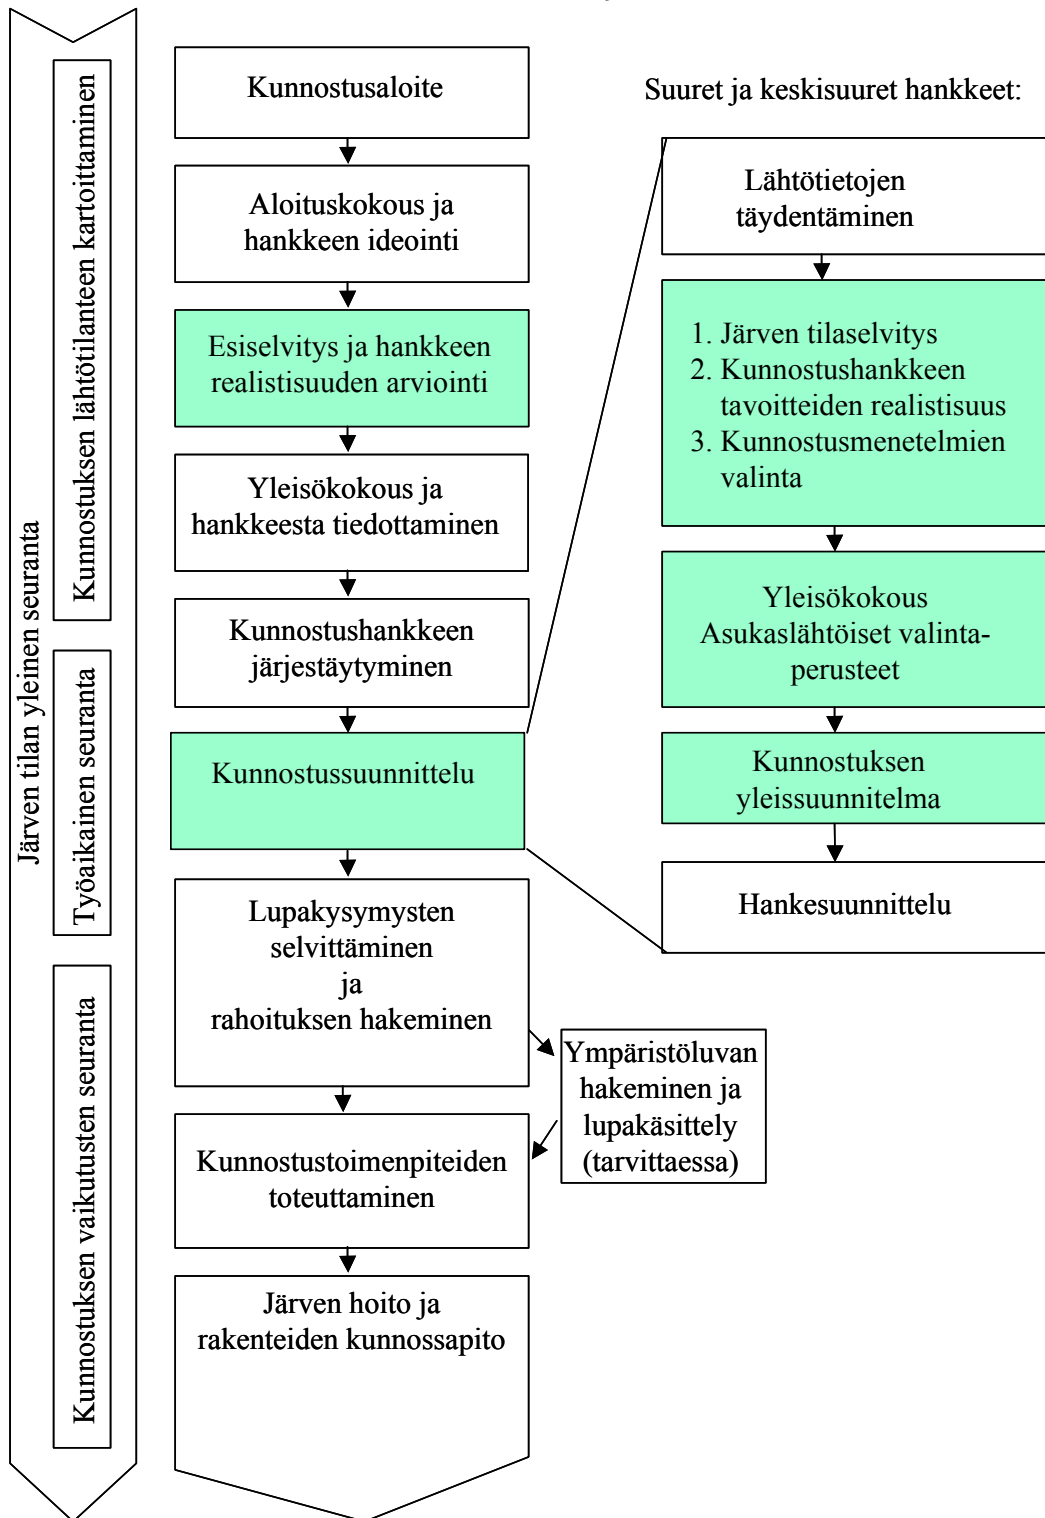 Järven tilan yleinen seuranta
Kunnostuksen lähtötilanteen kartoittaminen
Työaikainen seuranta
Kunnostuksen vaikutusten seuranta
Kunnostusaloite
Aloituskokous ja
hankkeen ideointi
Esiselvitys ja hankkeen
realistisuuden arviointi
Yleisökokous ja
hankkeesta tiedottaminen
Kunnostushankkeen
järjestäytyminen
Kunnostussuunnittelu
Lupakysymysten
selvittäminen
ja
rahoituksen hakeminen
Ympäristöluvan
hakeminen ja
lupakäsittely
(tarvittaessa)
Kunnostustoimenpiteiden
toteuttaminen
Järven hoito ja
rakenteiden kunnossapito
Suuret ja keskisuuret hankkeet:
Lähtötietojen
täydentäminen
1. Järven tilaselvitys
2. Kunnostushankkeen
tavoitteiden realistisuus
3. Kunnostusmenetelmien
valinta
Yleisökokous
Asukaslähtöiset valinta-
perusteet
Kunnostuksen
yleissuunnitelma
Hankesuunnittelu